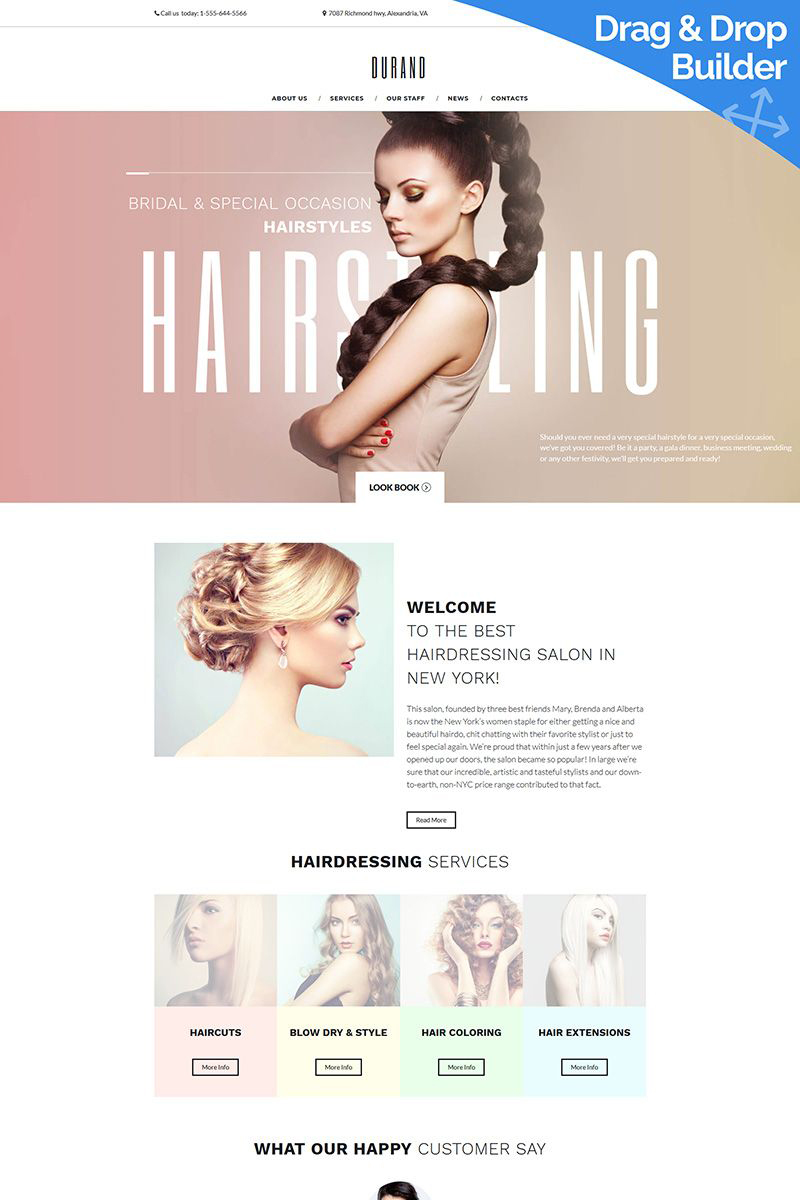 Call us today; 1-555-644-5566
7087 Richmond hwy, Alexandria, VA
Drag & Drop
Builder
DURAND
ABOUT US / SERVICES / OUR STAFF / NEWS / CONTACTS
BRIDAL & SPECIAL OCCASION
HAIRSTYLES
HAIRSTYLING
Should you ever need a very special hairstyle for a very special occasion,
we've got you covered! Be it a party, a gala dinner, business meeting, wedding
or any other festivity, we'll get you prepared and ready!
LOOK BOOK
WELCOME
TO THE BEST
HAIRDRESSING SALON IN
NEW YORK!
This salon, founded by three best friends Mary, Brenda and Alberta
is now the New York's women staple for either getting a nice and
beautiful hairdo, chit chatting with their favorite stylist or just to
feel special again. We're proud that within just a few years after we
opened up our doors, the salon became so popular! In large we're
sure that our incredible, artistic and tasteful stylists and our down-
to-earth, non-NYC price range contributed to that fact.
Read More
HAIRDRESSING SERVICES
HAIRCUTS
BLOW DRY & STYLE
HAIR COLORING
HAIR EXTENSIONS
More Info
More Info
More Info
More Info
WHAT OUR HAPPY CUSTOMER SAY